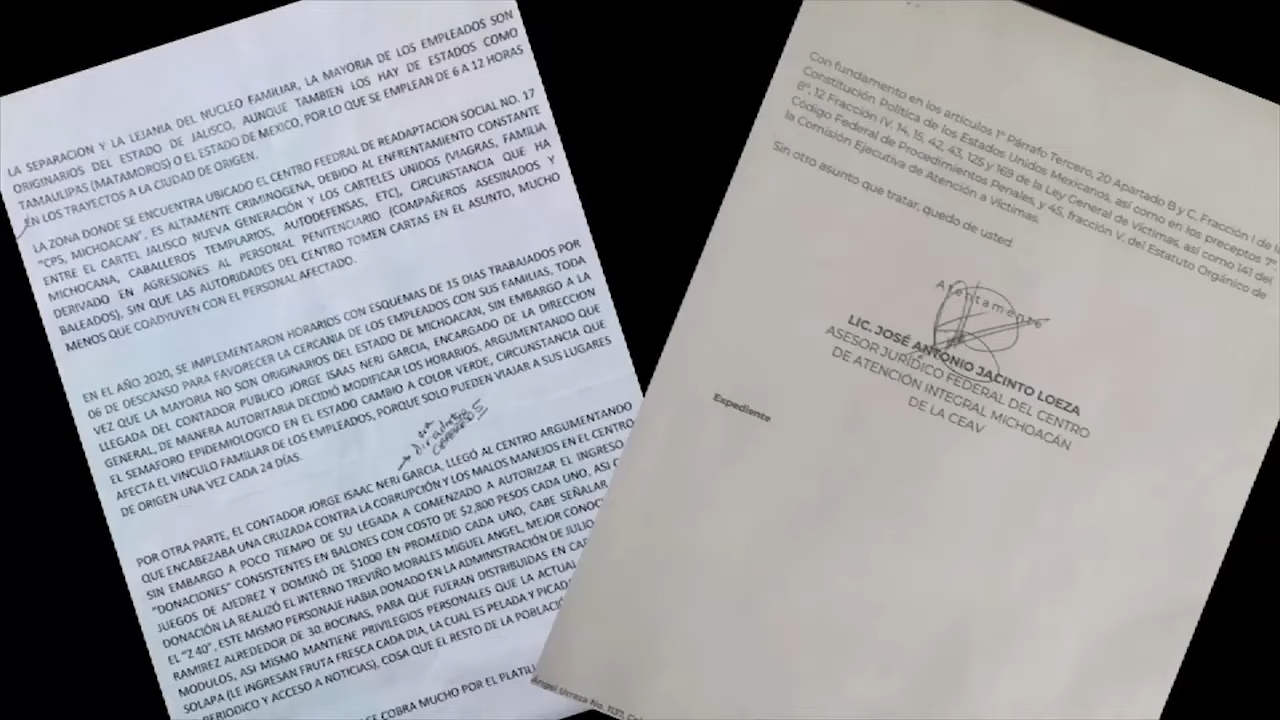 LA SEPARACION Y LA LEJANIA DEL NUCLEO FAMILIAR, LA MAYORIA DE LOS EMPLEADOS SON
ORIGINARIOS DEL ESTADO DE JALISCO, AUNQUE TAMBIEN LOS HAY DE ESTADOS COMO
TAMAULIPAS (MATAMOROS) O EL ESTADO DE MEXICO, POR LO QUE SE EMPLEAN DE 6 A 12 HORAS
EN LOS TRAYECTOS A LA CIUDAD DE ORIGEN.
LA ZONA DONDE SE ENCUENTRA UBICADO EL CENTRO FEEDRAL DE READAPTACION SOCIAL NO. 17
"CPS, MICHOACAN", ES ALTAMENTE CRIMINOGENA, DEBIDO AL ENFRENTAMIENTO CONSTANTE
ENTRE EL CARTEL JALISCO NUEVA GENERACIÓN Y LOS CARTELES UNIDOS (VIAGRAS, FAMILIA
MICHOCANA, CABALLEROS TEMPLARIOS, AUTODEFENSAS, ETC), CIRCUNSTANCIA QUE HA
DERIVADO EN AGRESIONES AL PERSONAL PENITENCIARIO (COMPAÑEROS ASESINADOS Y
BALEADOS), SIN QUE LAS AUTORIDADES DEL CENTRO TOMEN CARTAS EN EL ASUNTO, MUCHO
MENOS QUE COADYUVEN CON EL PERSONAL AFECTADO.
EN EL AÑO 2020, SE IMPLEMENTARON HORARIOS CON ESQUEMAS DE 15 DIAS TRABAJADOS POR
06 DE DESCANSO PARA FAVORECER LA CERCANIA DE LOS EMPLEADOS CON SUS FAMILIAS, TODA
VEZ QUE LA MAYORIA NO SON ORIGINARIOS DEL ESTADO DE MICHOACAN, SIN EMBARGO A LA
LLEGADA DEL CONTADOR PUBLICO JORGE ISAAS NERI GARCIA, ENCARGADO DE LA DIRECCION
GENERAL, DE MANERA AUTORITARIA DECIDIÓ MODIFICAR LOS HORARIOS, ARGUMENTANDO QUE
EL SEMAFORO EPIDEMIOLOGICO EN EL ESTADO CAMBIO A COLOR VERDE, CIRCUNSTANCIA QUE
AFECTA EL VINCULO FAMILIAR DE LOS EMPLEADOS, PORQUE SOLO PUEDEN VIAJAR A SUS LUGARES
DE ORIGEN UNA VEZ CADA 24 DÍAS.
POR OTRA PARTE, EL CONTADOR JORGE ISAAC NERI GARCIA, LLEGÓ AL CENTRO ARGUMENTANDO
QUE ENCABEZABA UNA CRUZADA CONTRA LA CORRUPCIÓN Y LOS MALOS MANEJOS EN EL CENTRO
SIN EMBARGO A POCO TIEMPO DE SU LEGADA A COMENZADO A AUTORIZAR EL INGRESO
"DONACIONES" CONSISTENTES EN BALONES CON COSTO DE $2,800 PESOS CADA UNO, ASI
JUEGOS DE AJEDREZ Y DOMINÓ DE $1000 EN PROMEDIO CADA UNO, CABE SEÑALAR
DONACIÓN LA REALIZÓ EL INTERNO TREVIÑO MORALES MIGUEL ANGEL, MEJOR CONOC
EL "Z 40", ESTE MISMO PERSONAJE HABIA DONADO EN LA ADMINISTRACIÓN DE JULIO
RAMIREZ ALREDEDOR DE 30 BOCINAS, PARA QUE FUERAN DISTRIBUIDAS EN
MODULOS, ASI MISMO MANTIENE PRIVILEGIOS PERSONALES QUE LA ACTUAL
SOLAPA (LE INGRESAN FRUTA FRESCA CADA DIA, LA CUAL ES PELADA Y PICADA
PERIODICO Y ACCESO A NOTICIAS), COSA QUE EL RESTO DE LA POBLACIÓN
COBRA MUCHO POR EL
Con fundamento en los artículos 1° Párrafo Tercero, 20 Apartado B y C, Fracción I de la
Constitución Política de los Estados Unidos Mexicanos, así como en los preceptos 7°
8°, 12 Fracción IV, 14, 15, 42, 43, 125 y 169 de la Ley General de Víctimas, así como 141 del
Código Federal de Procedimientos Penales, y 45, fracción V, del Estatuto Orgánico de
la Comisión Ejecutiva de Atención a Víctimas.
Sin otro asunto que tratar, quedo de usted.
Atentamente
LIC. JOSÉ ANTONIO JACINTO LOEZA
ASESOR JURÍDICO FEDERAL DEL CENTRO
DE ATENCIÓN INTEGRAL MICHOACÁN
DE LA CEAV
Expediente